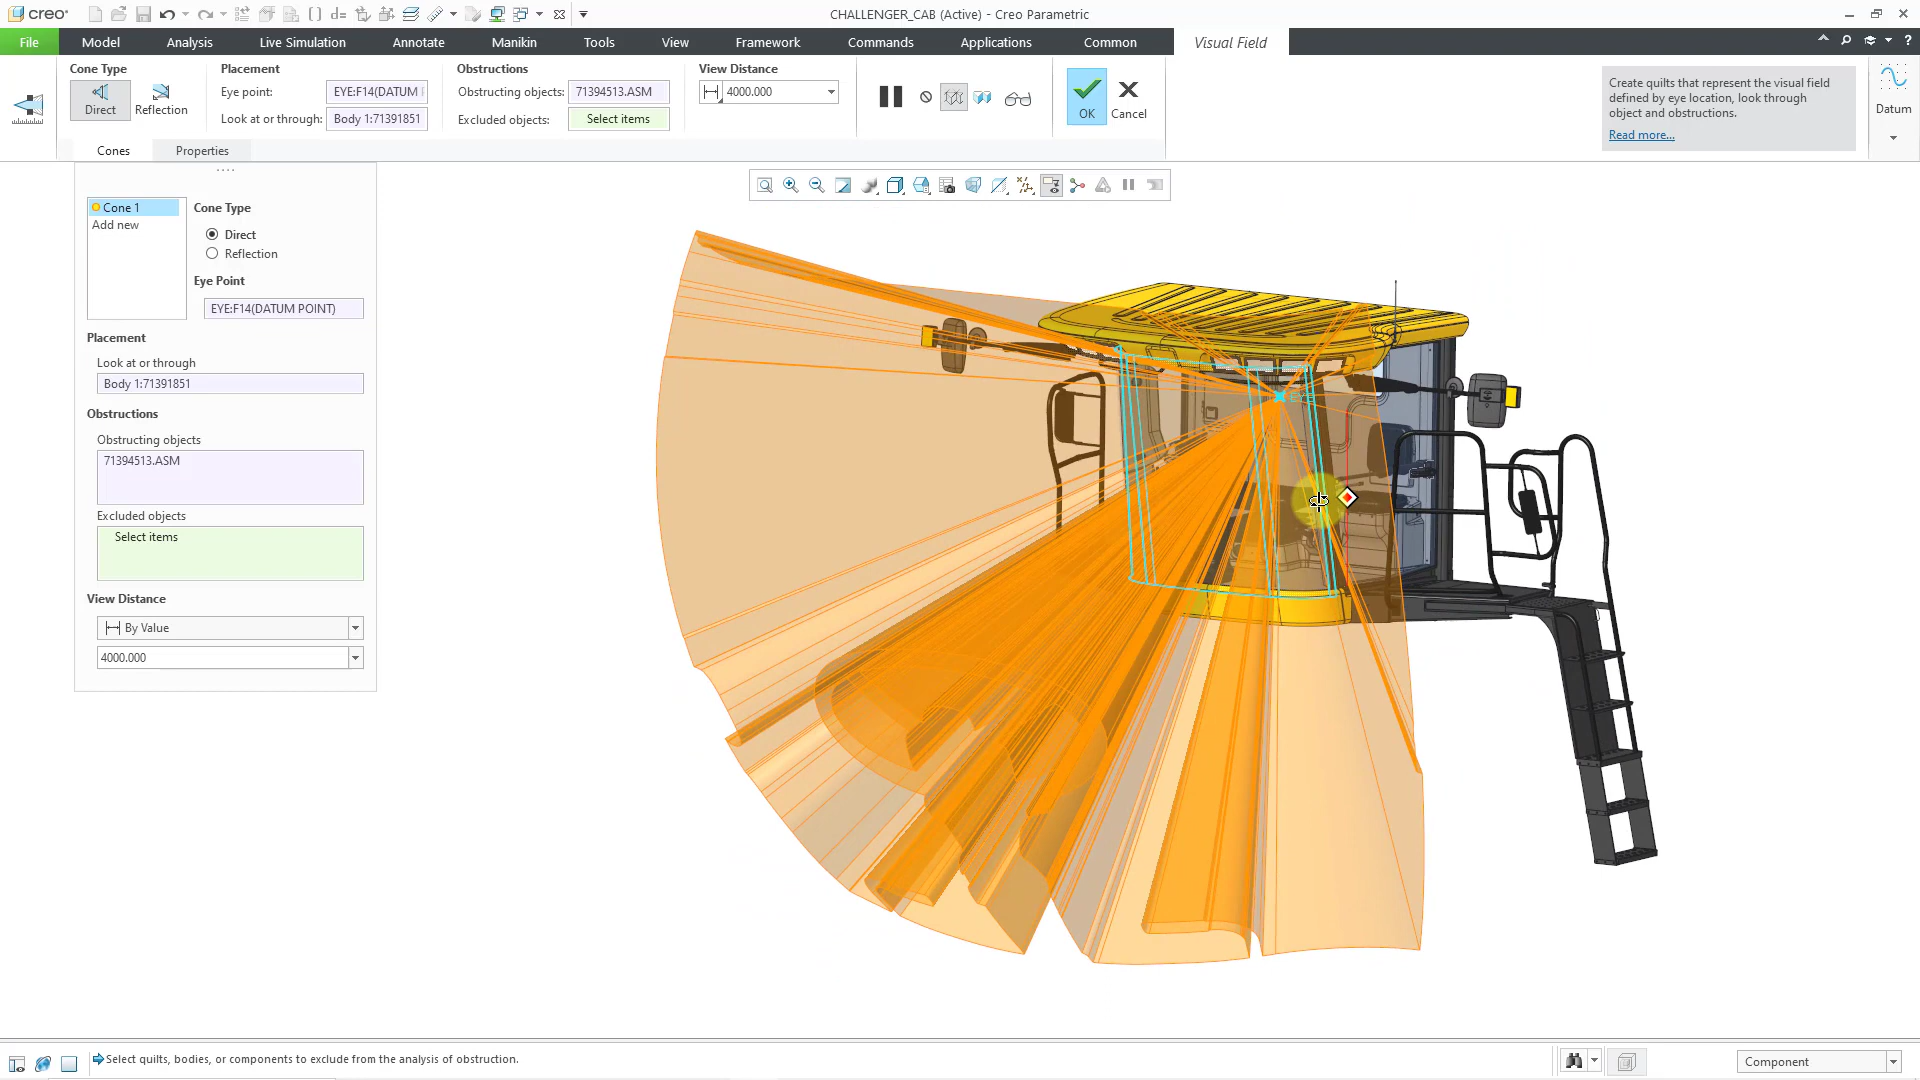 creo
CHALLENGER_CAB (Active) - Creo Parametric
File
Model
Analysis
Live Simulation
Annotate
Manikin
Tools
View
Framework
Commands
Applications
Common
Visual Field
Cone Type
Direct
Reflection
Placement
Eye point:
EYE:F14(DATUM
Look at or through:
Body 1:71391851
Obstructions
Obstructing objects:
71394513.ASM
Excluded objects:
Select items
View Distance
4000.000
OK
Cancel
Create quilts that represent the visual field
defined by eye location, look through
object and obstructions.
Read more...
Datum
Cones
Properties
Cone 1
Add new
Cone Type
Direct
Reflection
Eye Point
EYE:F14(DATUM POINT)
Placement
Look at or through
Body 1:71391851
Obstructions
Obstructing objects
71394513.ASM
Excluded objects
Select items
View Distance
By Value
4000.000
EYE
Select quilts, bodies, or components to exclude from the analysis of obstruction.
Component